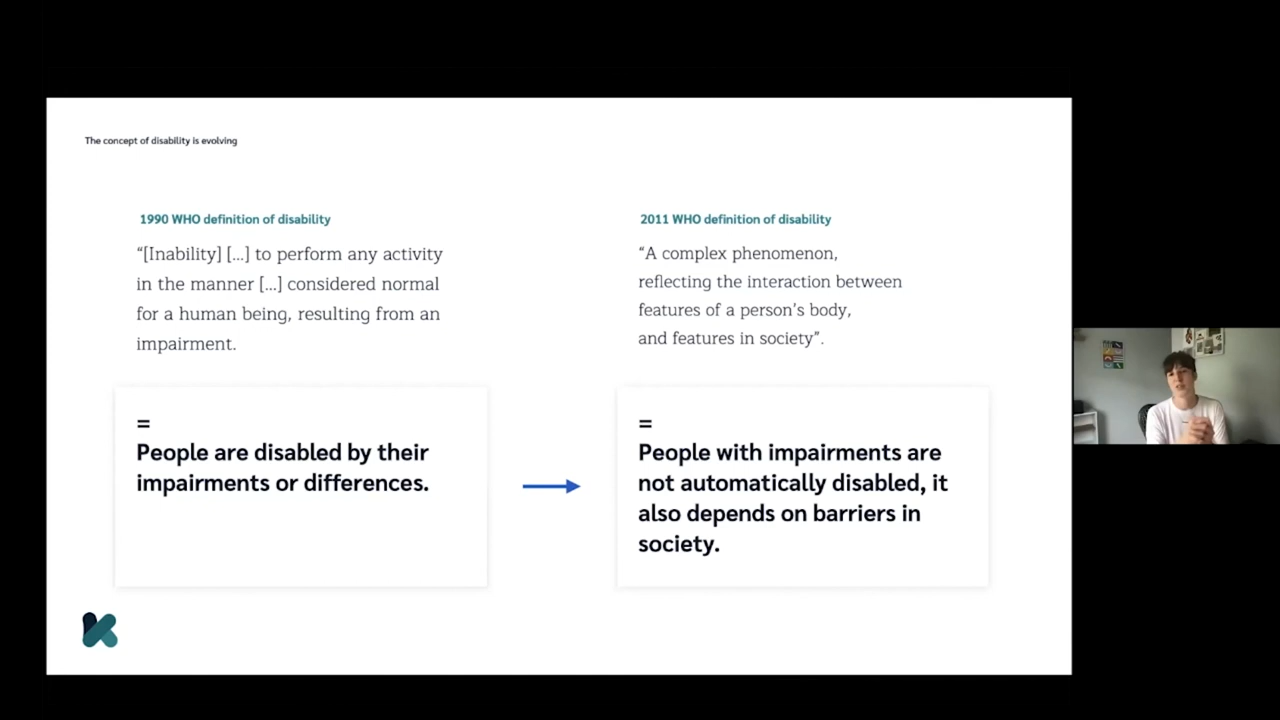 The concept of disability is evolving
1990 WHO definition of disability
“[Inability] [...] to perform any activity
in the manner [...] considered normal
for a human being, resulting from an
impairment.
=
People are disabled by their
impairments or differences.
2011 WHO definition of disability
“A complex phenomenon,
reflecting the interaction between
features of a person’s body,
and features in society”.
=
People with impairments are
not automatically disabled, it
also depends on barriers in
society.